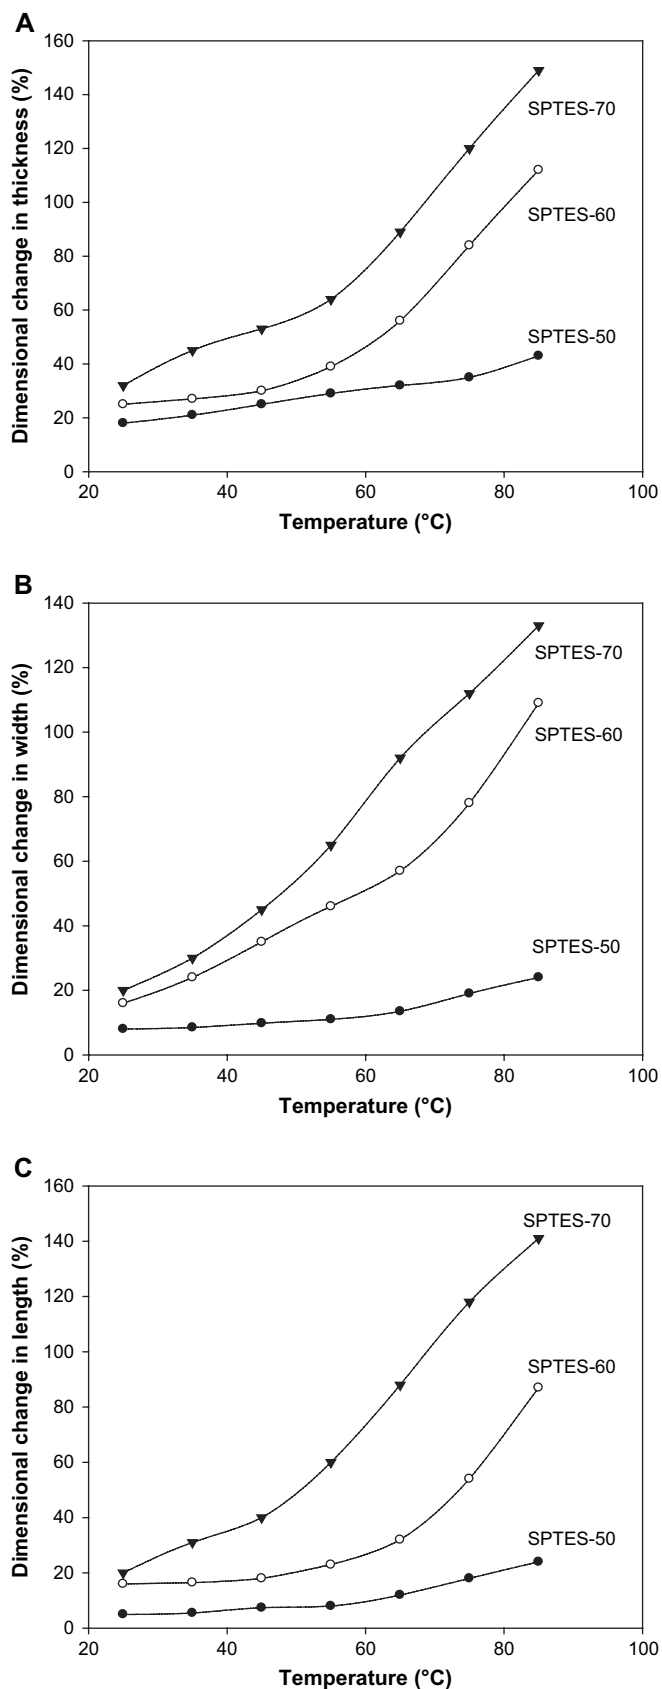 A
160
140
120
100
80
60
40
20
0
Dimensional change in thickness (%)
SPTES-70
SPTES-60
SPTES-50
20 40 60 80 100
Temperature (°C)
B
140
120
100
80
60
40
20
0
Dimensional change in width (%)
SPTES-70
SPTES-60
SPTES-50
20 40 60 80 100
Temperature (°C)
C
160
140
120
100
80
60
40
20
0
Dimensional change in length (%)
SPTES-70
SPTES-60
SPTES-50
20 40 60 80 100
Temperature (°C)